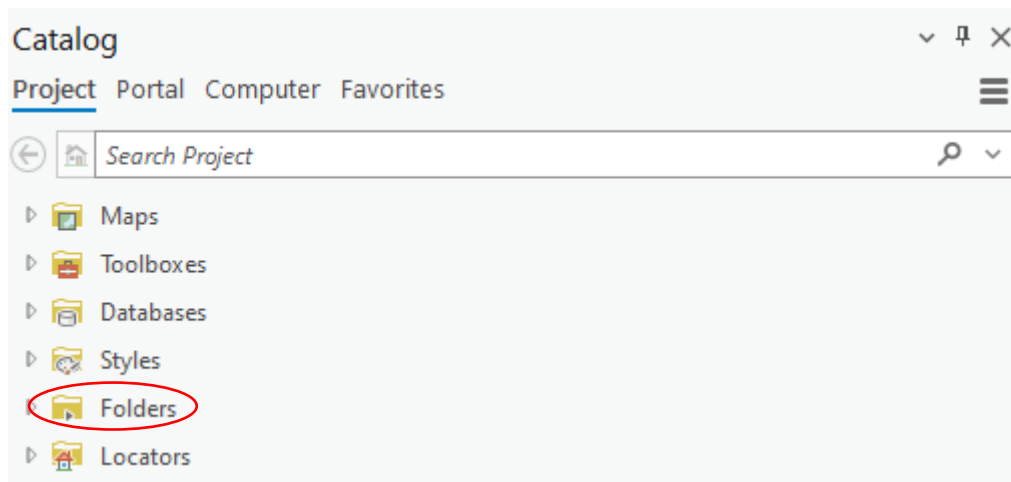 Catalog
Project Portal Computer Favorites
Search Project
Maps
Toolboxes
Databases
Styles
Folders
Locators